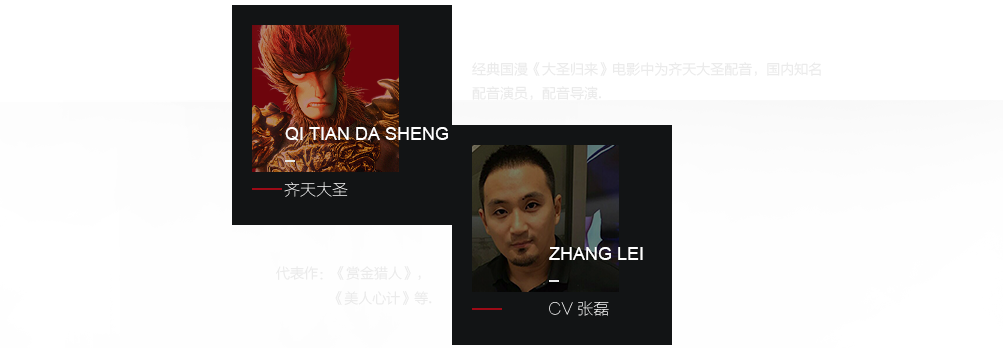 经典国漫《大圣归来》电影中为齐天大圣配音，国内知名
配音演员，配音导演.
QI TIAN DA SHENG
齐天大圣
ZHANG LEI
CV 张磊
代表作：《赏金猎人》，
《美人心计》等.